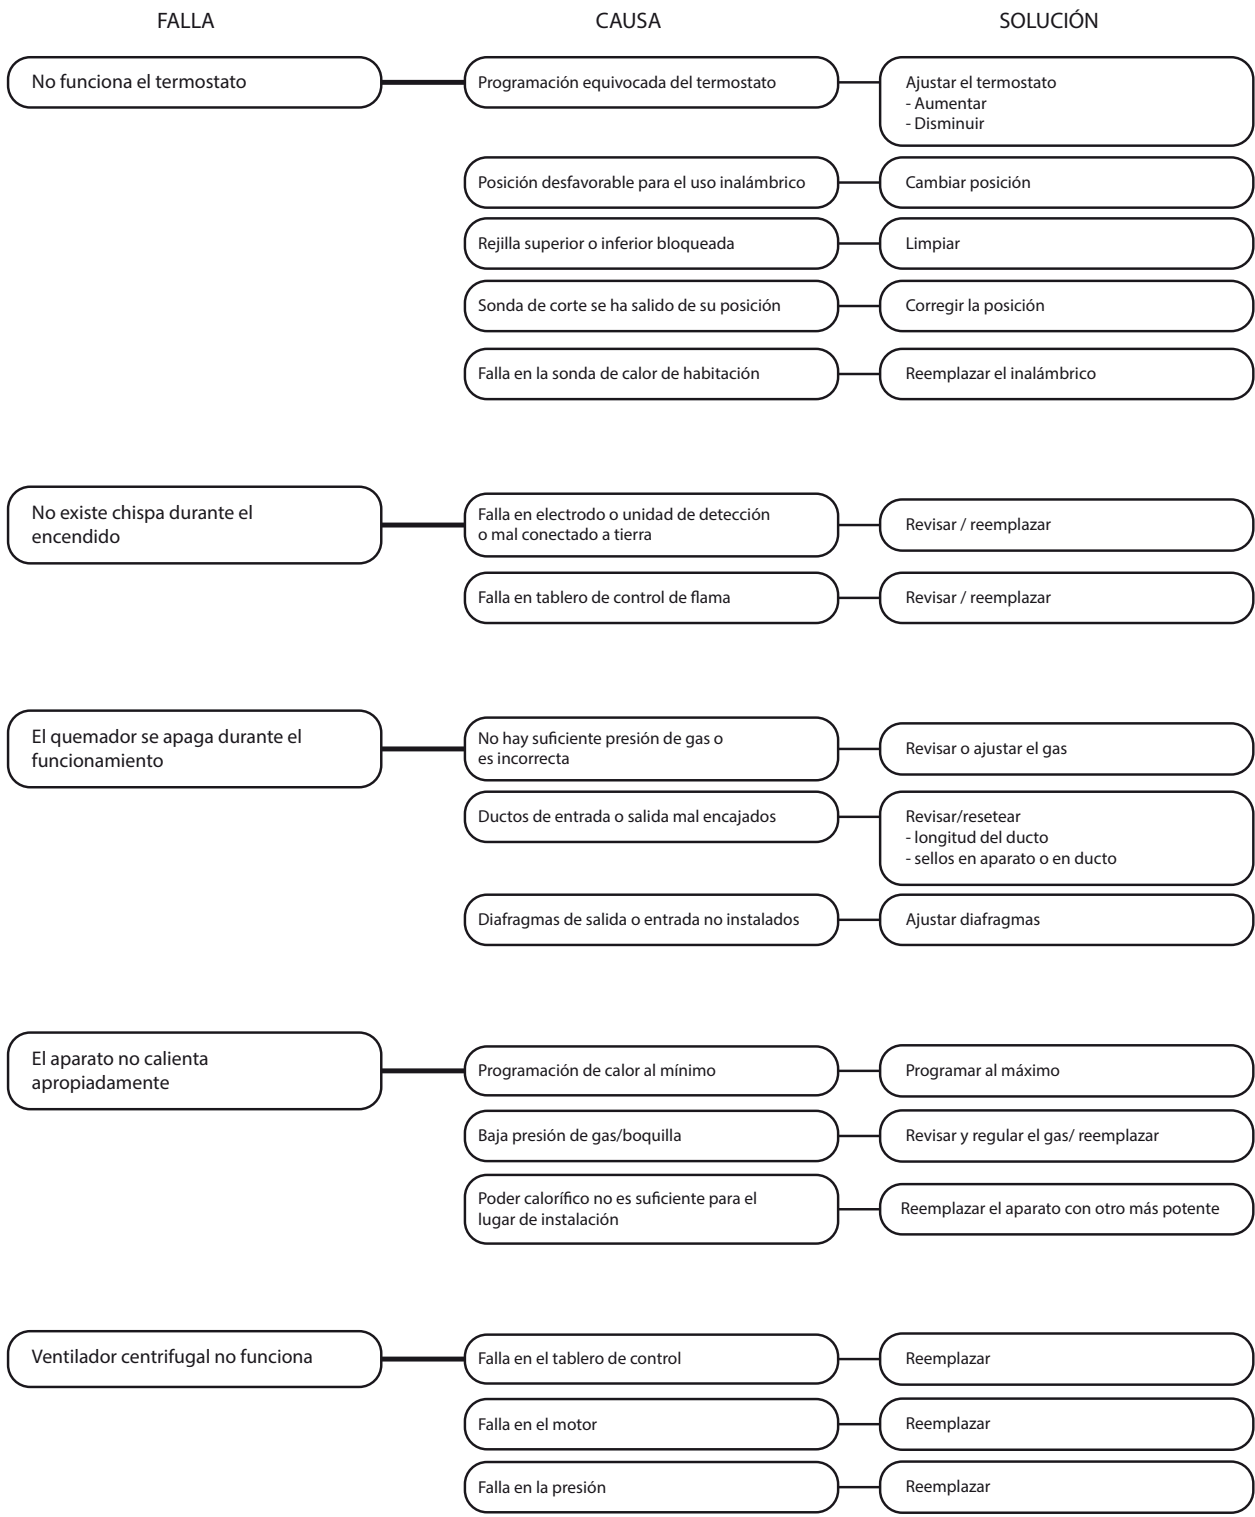 FALLA
CAUSA
SOLUCIÓN
No funciona el termostato
Programación equivocada del termostato
Ajustar el termostato
- Aumentar
- Disminuir
Posición desfavorable para el uso inalámbrico
Cambiar posición
Rejilla superior o inferior bloqueada
Limpiar
Sonda de corte se ha salido de su posición
Corregir la posición
Falla en la sonda de calor de habitación
Reemplazar el inalámbrico
No existe chispa durante el
encendido
Falla en electrodo o unidad de detección
o mal conectado a tierra
Revisar / reemplazar
Falla en tablero de control de flama
Revisar / reemplazar
El quemador se apaga durante el
funcionamiento
No hay suficiente presión de gas o
es incorrecta
Revisar o ajustar el gas
Ductos de entrada o salida mal encajados
Revisar/resetear
- longitud del ducto
- sellos en aparato o en ducto
Diafragmas de salida o entrada no instalados
Ajustar diafragmas
El aparato no calienta
apropiadamente
Programación de calor al mínimo
Programar al máximo
Baja presión de gas/boquilla
Revisar y regular el gas/ reemplazar
Poder calorífico no es suficiente para el
lugar de instalación
Reemplazar el aparato con otro más potente
Ventilador centrifugal no funciona
Falla en el tablero de control
Reemplazar
Falla en el motor
Reemplazar
Falla en la presión
Reemplazar